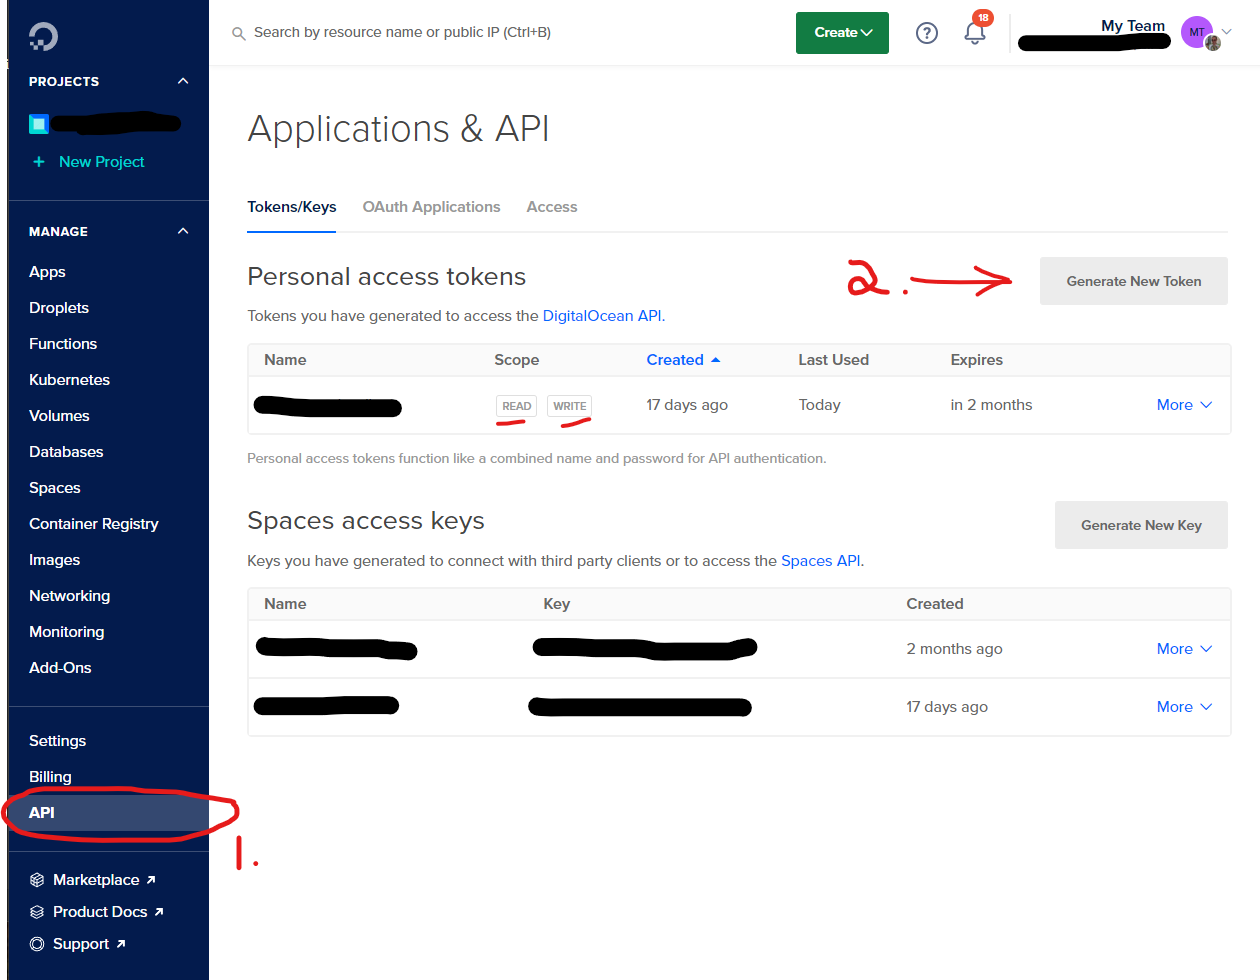 Search by resource name or public IP (Ctrl+B)
Create
?
18
My Team
MT
PROJECTS
+ New Project
MANAGE
Apps
Droplets
Functions
Kubernetes
Volumes
Databases
Spaces
Container Registry
Images
Networking
Monitoring
Add-Ons
Settings
Billing
API
1.
Marketplace
Product Docs
Support
Applications & API
Tokens/Keys OAuth Applications Access
Personal access tokens
2.
Generate New Token
Tokens you have generated to access the DigitalOcean API.
Name Scope Created Last Used Expires
READ WRITE 17 days ago Today in 2 months More
Personal access tokens function like a combined name and password for API authentication.
Spaces access keys
Generate New Key
Keys you have generated to connect with third party clients or to access the Spaces API.
Name Key Created
2 months ago More
17 days ago More